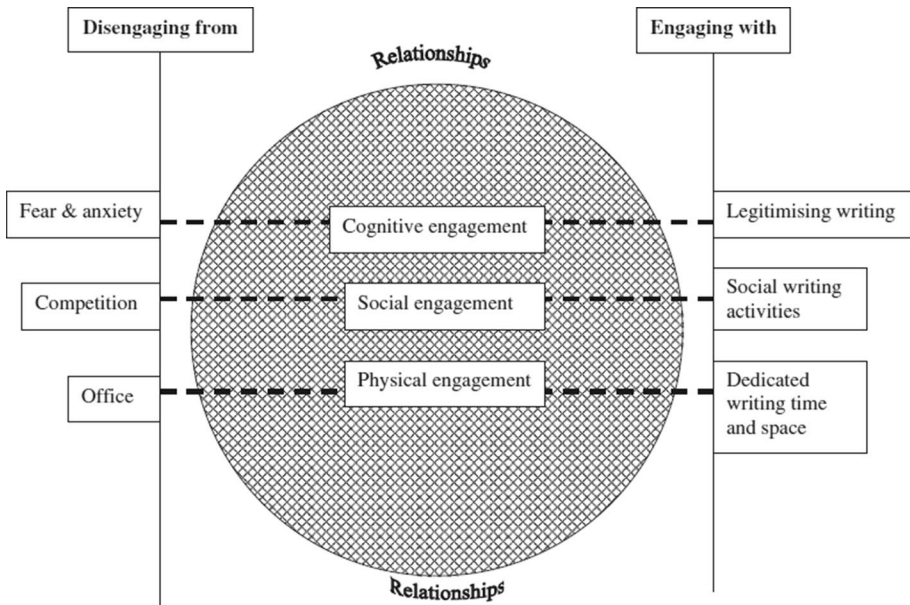 Disengaging from
Engaging with
Relationships
Fear & anxiety
Cognitive engagement
Legitimising writing
Competition
Social engagement
Social writing
activities
Office
Physical engagement
Dedicated
writing time
and space
Relationships